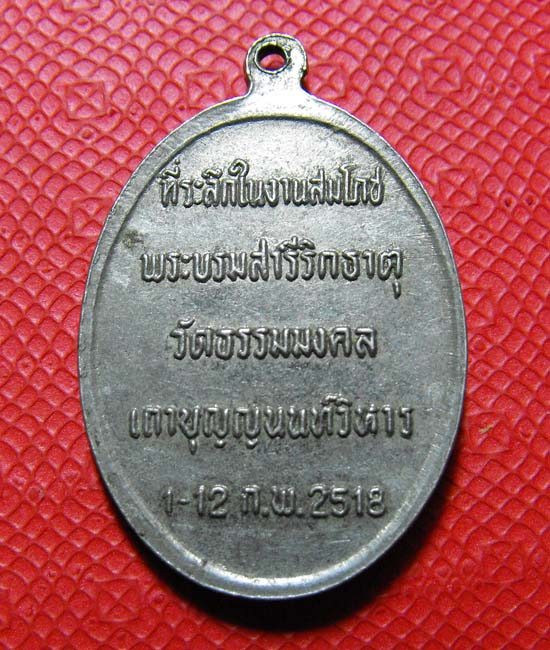 ที่ระลึกในงานสมโภช
พระบรมสารีริกธาตุ
วัดธรรมมงคล
เถาบุญญนนท์วิหาร
1-12 ก.พ. 2518